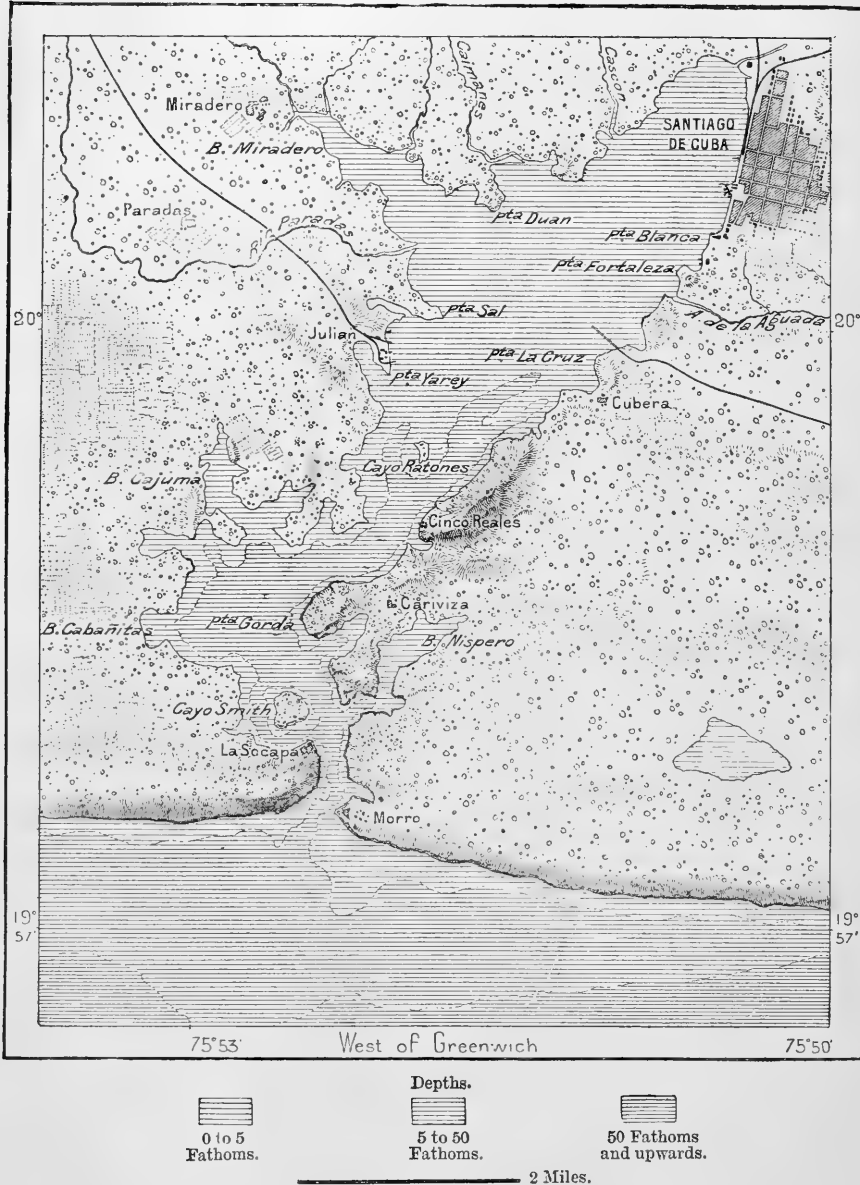 Caimanes
Cascon
Miradero
SANTIAGO
DE CUBA
B. Miradero
Paradas
R. Paradas
pta Duan
pta Blanca
pta Fortaleza
20°
pta Sal
A de la Aguada
20°
Julian
pta La Cruz
pta Yarey
Cubera
Cayo Ratones
B. Cajuma
Cinco Reales
Cariviza
B. Cabañitas
pta Gorda
B. Nispero
Cayo Smith
La Socapa
Morro
19°
57'
19°
57'
75°53'
West of Greenwich
75°50'
Depths.
0 to 5
Fathoms.
5 to 50
Fathoms.
50 Fathoms
and upwards.
2 Miles.